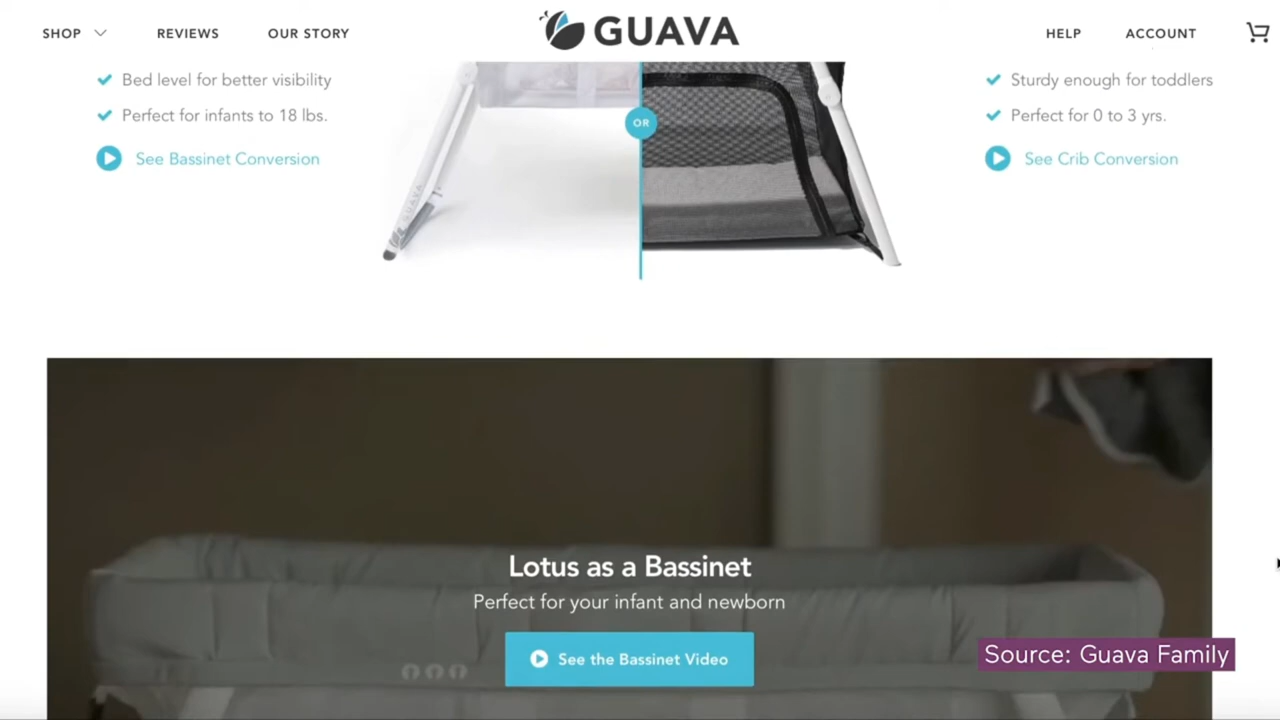 SHOP
REVIEWS
OUR STORY
GUAVA
HELP
ACCOUNT
Bed level for better visibility
Perfect for infants to 18 lbs.
See Bassinet Conversion
GUAVA
OR
Sturdy enough for toddlers
Perfect for 0 to 3 yrs.
See Crib Conversion
Lotus as a Bassinet
Perfect for your infant and newborn
See the Bassinet Video
Source: Guava Family